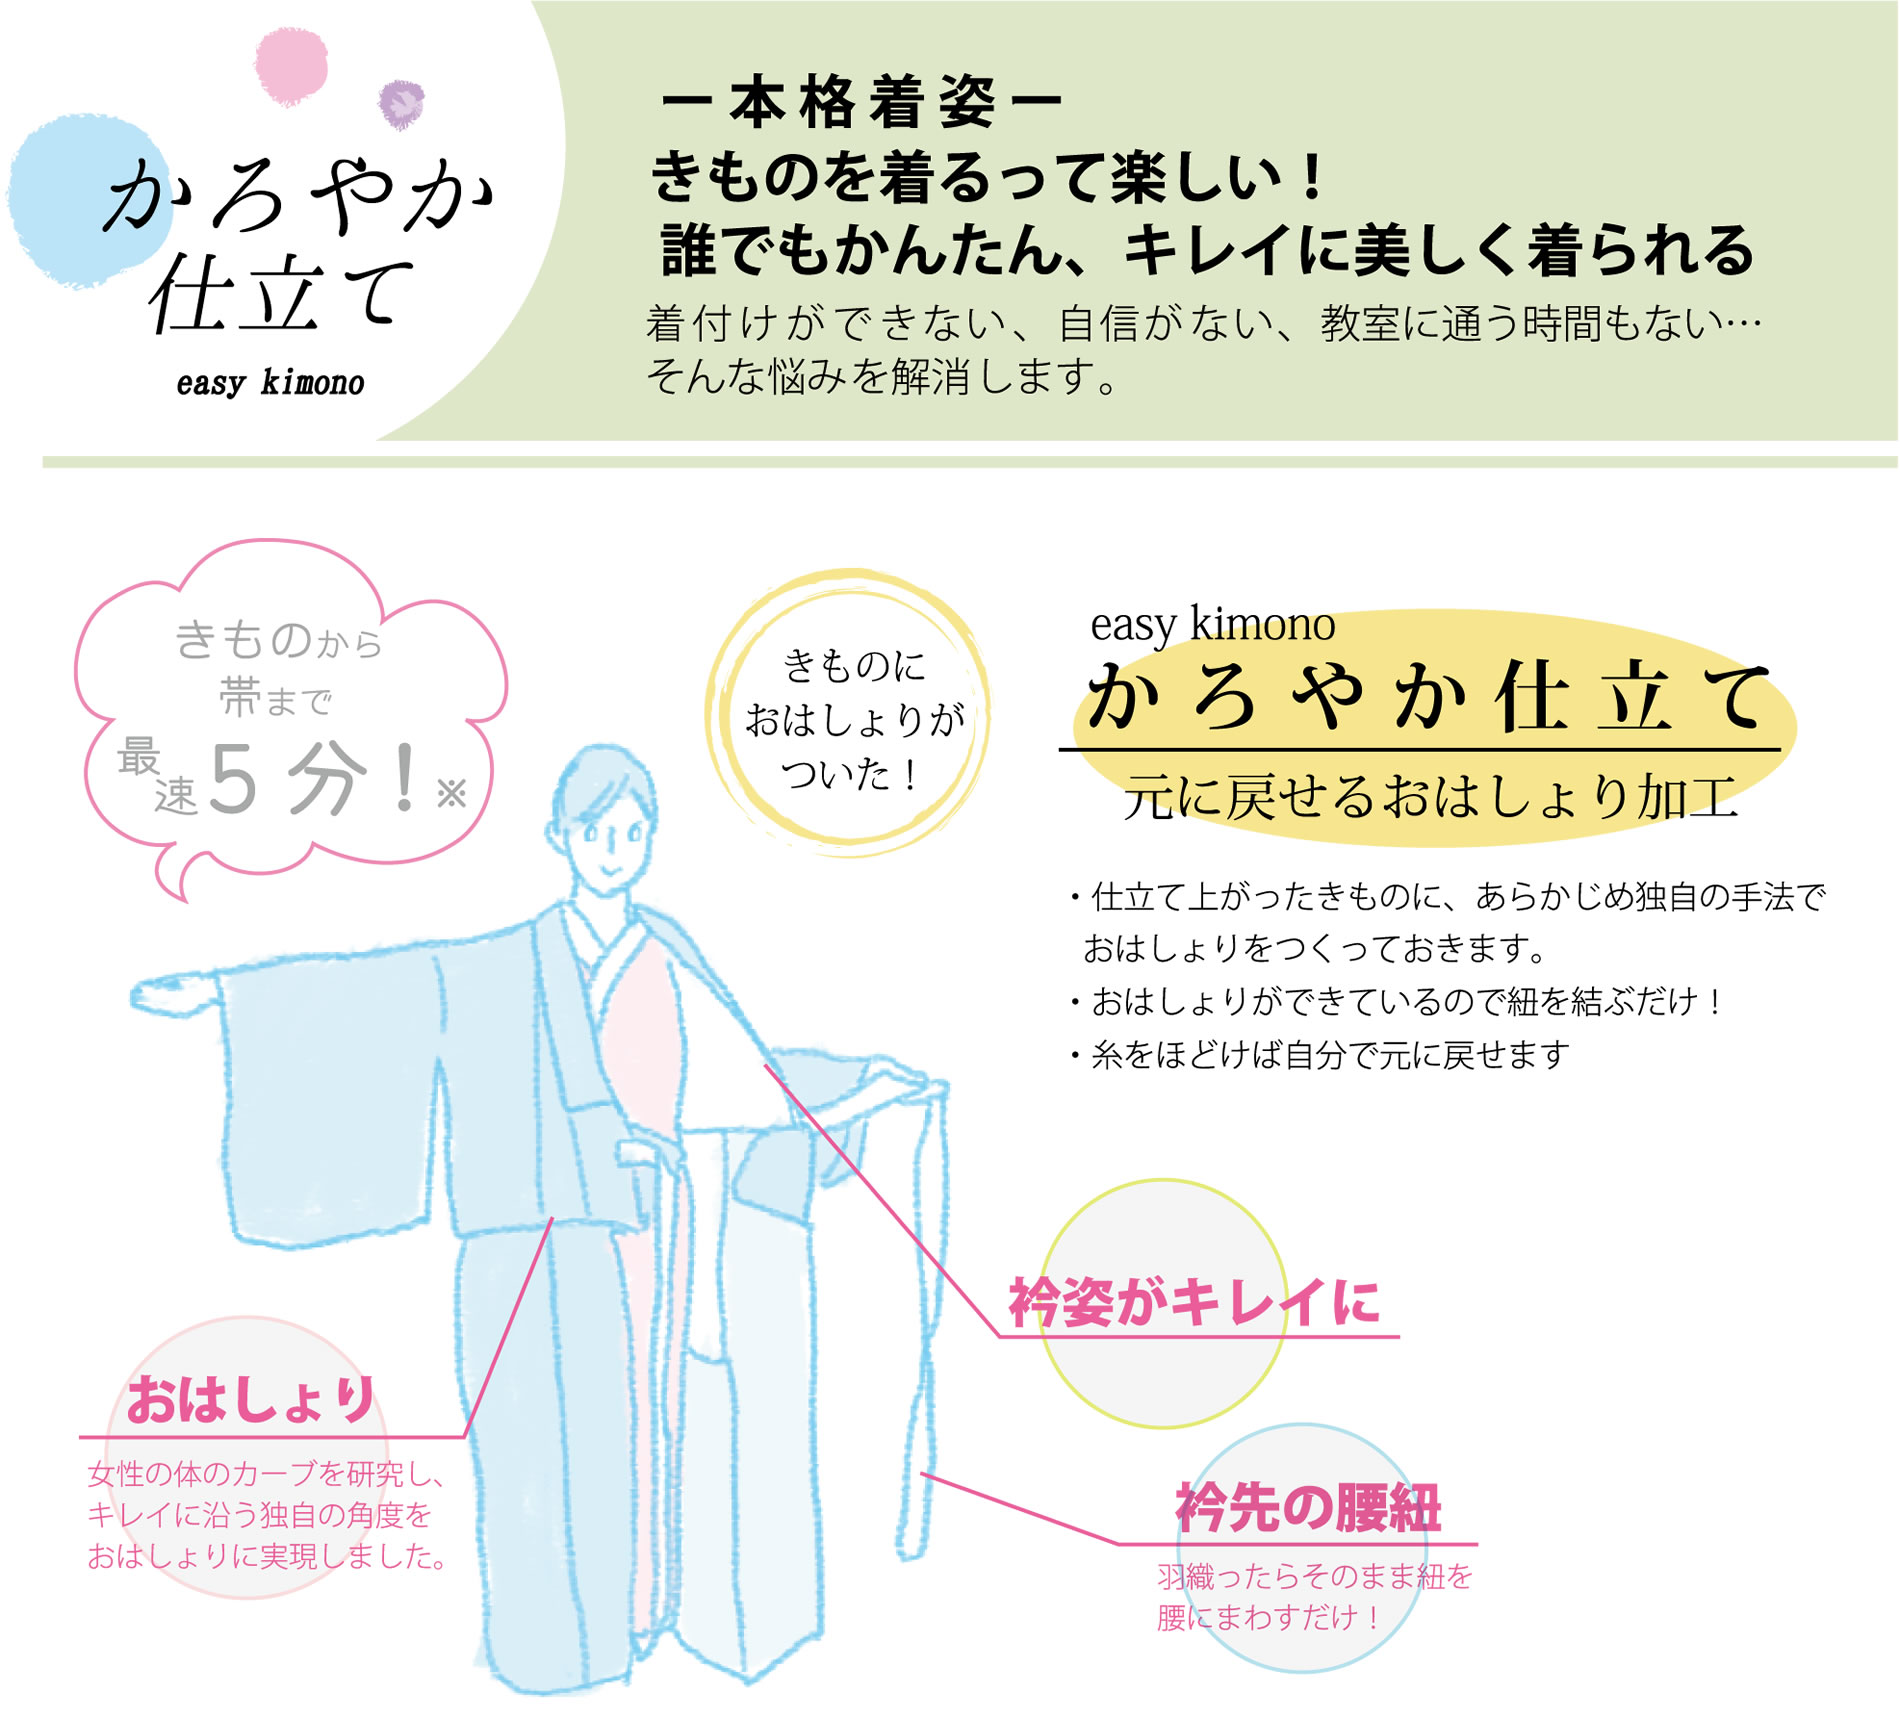 かろやか
仕立て
easy kimono
ー本格着姿ー
きものを着るって楽しい！
誰でもかんたん、キレイに美しく着られる
着付けができない、自信がない、教室に通う時間もない…
そんな悩みを解消します。
きものから
帯まで
最速5分！※
きものに
おはしょりが
ついた！
easy kimono
かろやか仕立て
元に戻せるおはしょり加工
・仕立て上がったきものに、あらかじめ独自の手法で
おはしょりをつくっておきます。
・おはしょりができているので紐を結ぶだけ！
・糸をほどけば自分で元に戻せます
衿姿がキレイに
おはしょり
女性の体のカーブを研究し、
キレイに沿う独自の角度を
おはしょりに実現しました。
衿先の腰紐
羽織ったらそのまま紐を
腰にまわすだけ！